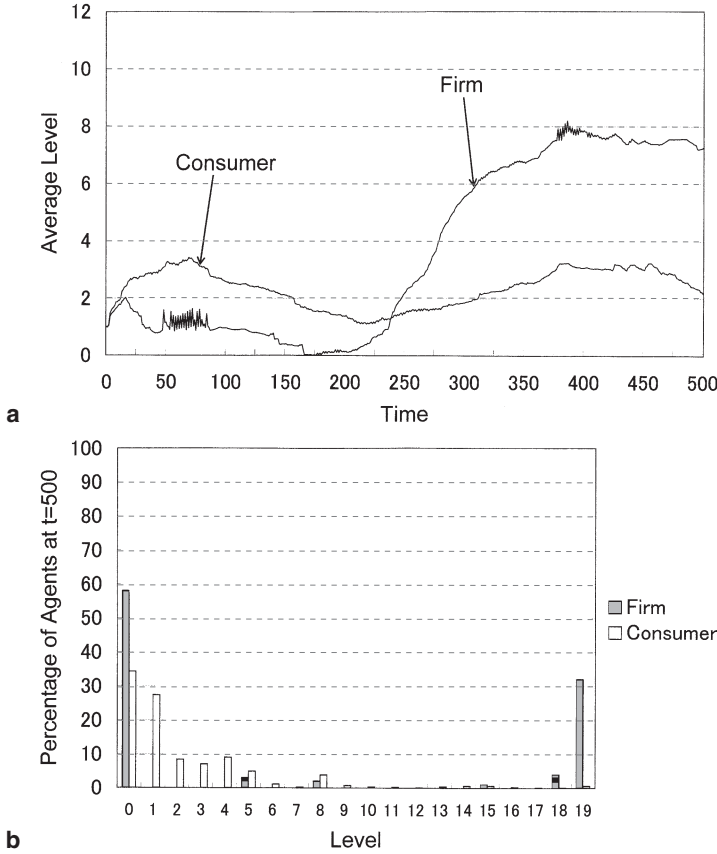 12
10
8
6
4
2
0
Average Level
Firm
Consumer
0 50 100 150 200 250 300 350 400 450 500
Time
a
100
90
80
70
60
50
40
30
20
10
0
Percentage of Agents at t=500
Firm
Consumer
0 1 2 3 4 5 6 7 8 9 10 11 12 13 14 15 16 17 18 19
Level
b